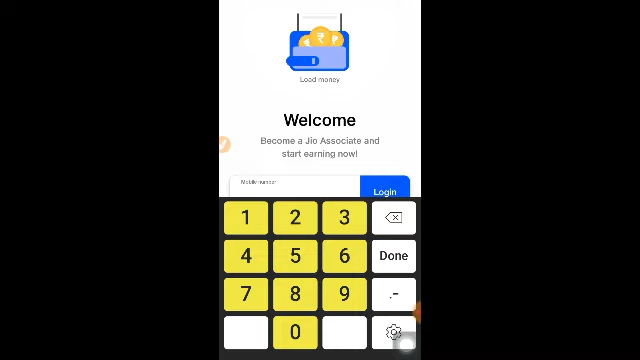 Load money
Welcome
Become a Jio Associate and
start earning now!
Mobile number
Login
1 2 3
4 5 6 Done
7 8 9 .-
0